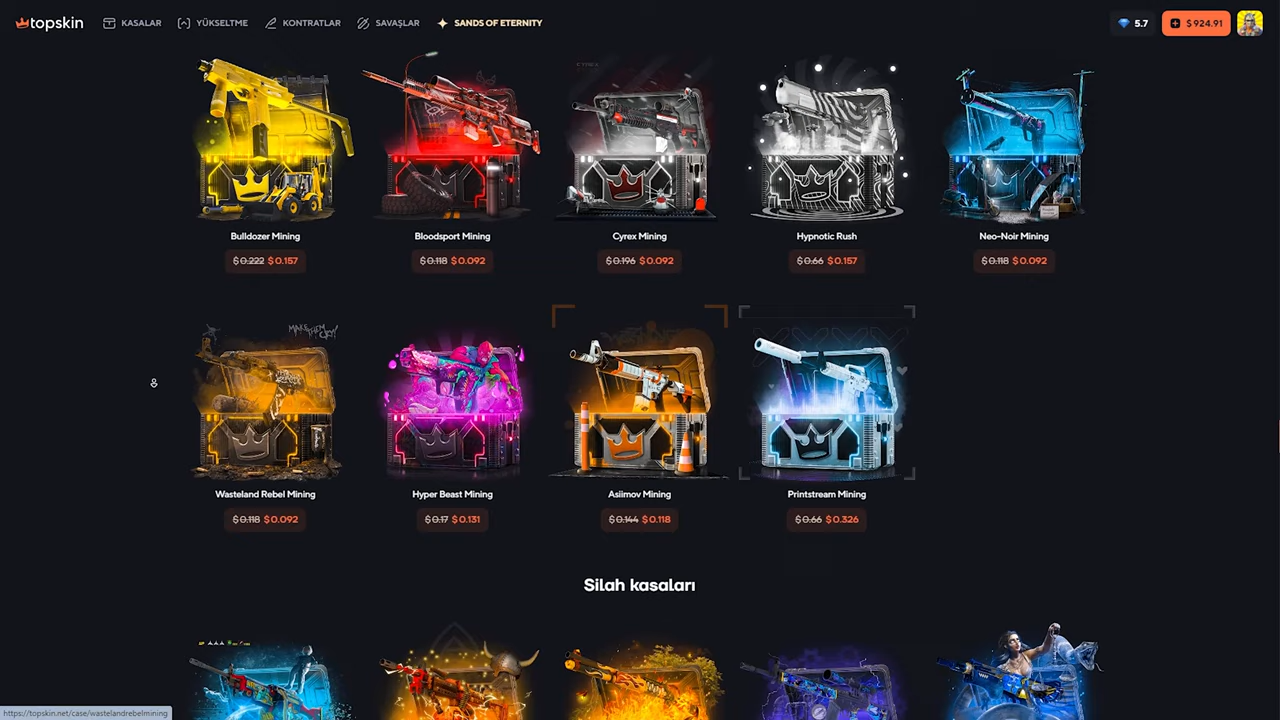 topskin
KASALAR
YÜKSELTME
KONTRATLAR
SAVAŞLAR
SANDS OF ETERNITY
5.7
$ 924.91
Bulldozer Mining
Bloodsport Mining
Cyrex Mining
Hypnotic Rush
Neo-Noir Mining
$ 0.222 $ 0.157
$ 0.118 $ 0.092
$ 0.196 $ 0.092
$ 0.66 $ 0.157
$ 0.118 $ 0.092
MAKE THEM CRY
Wasteland Rebel Mining
Hyper Beast Mining
Asiimov Mining
Printstream Mining
$ 0.118 $ 0.092
$ 0.17 $ 0.131
$ 0.144 $ 0.118
$ 0.66 $ 0.326
Silah kasaları
https://topskin.net/case/wastelandrebelmining